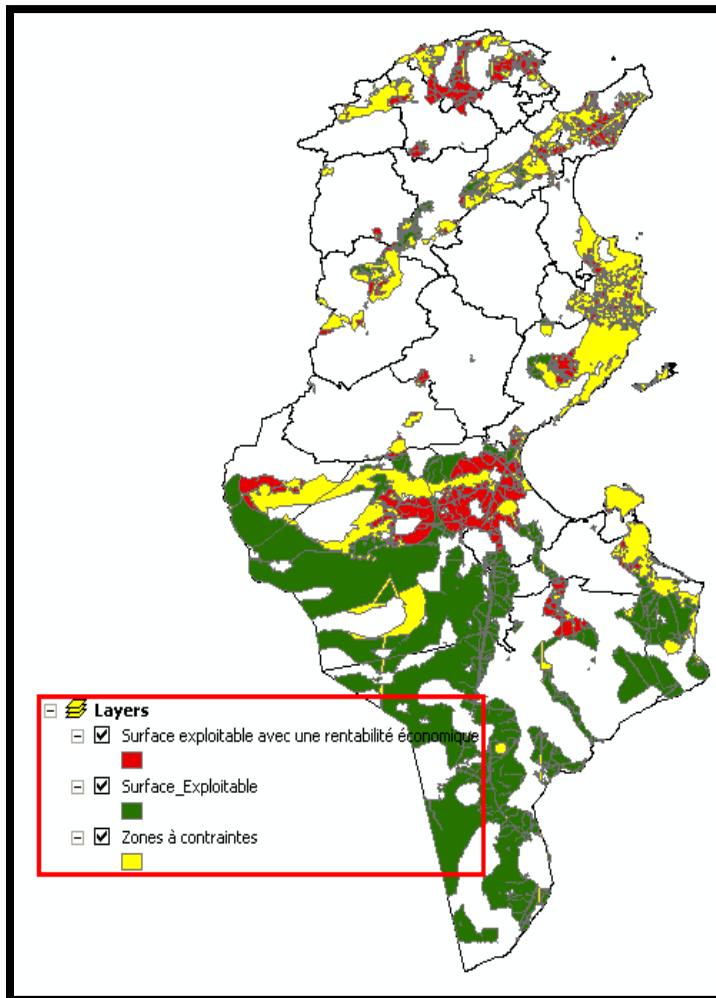 Layers
Surface exploitable avec une rentabilité économique
Surface_Exploitable
Zones à contraintes